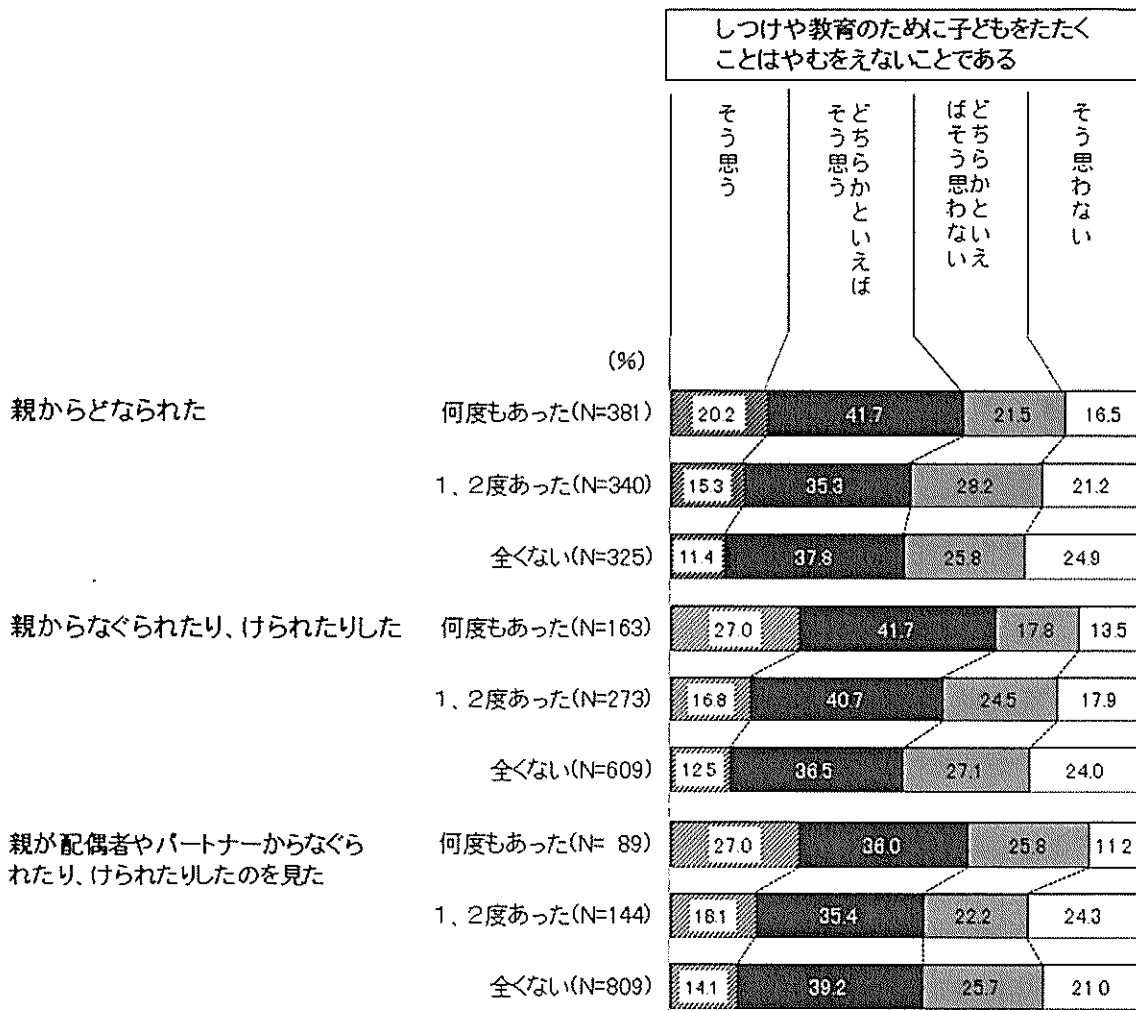 しつけや教育のために子どもをたたく
ことはやむをえないことである
そう思う
どちらかといえば
そう思う
どちらかといえ
ばそう思わない
そう思わない
(%)
親からどなられた
何度もあった(N=381) 20.2 41.7 21.5 16.5
1、2度あった(N=340) 15.3 35.3 28.2 21.2
全くない(N=325) 11.4 37.8 25.8 24.9
親からなぐられたり、けられたりした
何度もあった(N=163) 27.0 41.7 17.8 13.5
1、2度あった(N=273) 16.8 40.7 24.5 17.9
全くない(N=609) 12.5 36.5 27.1 24.0
親が配偶者やパートナーからなぐら
れたり、けられたりしたのを見た
何度もあった(N= 89) 27.0 36.0 25.8 11.2
1、2度あった(N=144) 18.1 35.4 22.2 24.3
全くない(N=809) 14.1 39.2 25.7 21.0